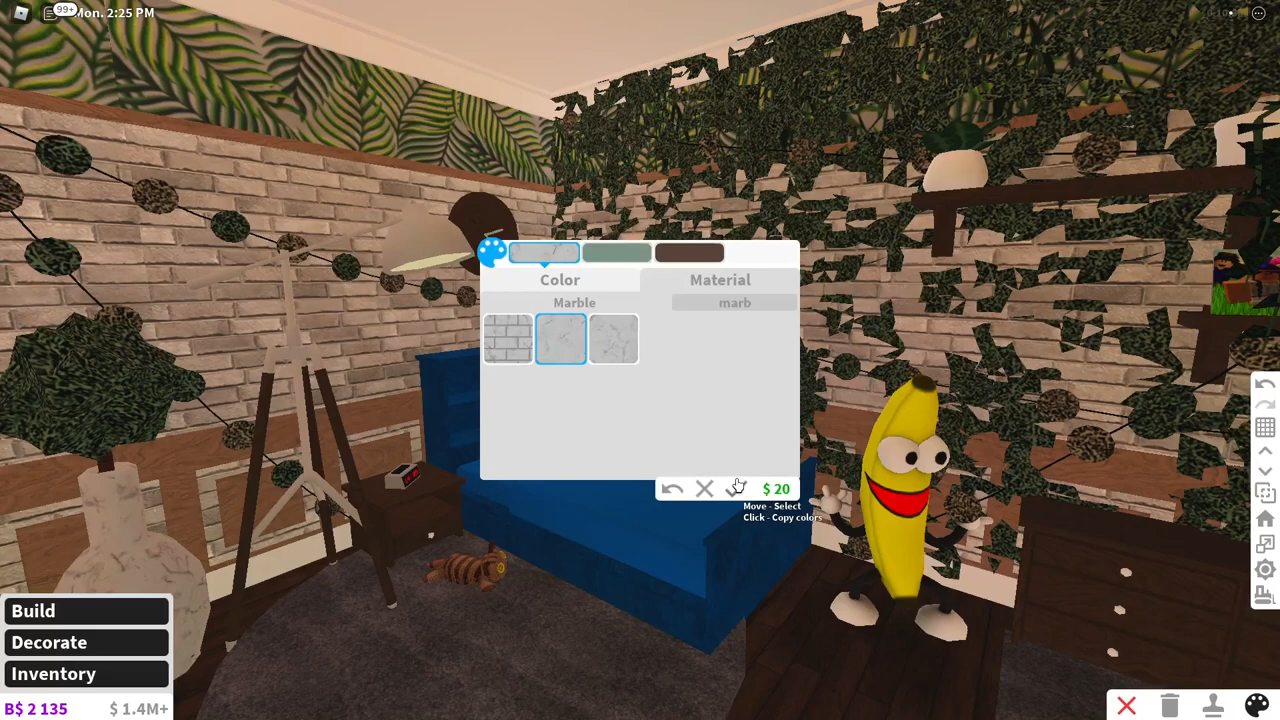 99+
Mon. 2:25 PM
Color
Material
Marble
marb
$ 20
Move - Select
Click - Copy colors
Build
Decorate
Inventory
B$ 2 135
$ 1.4M+